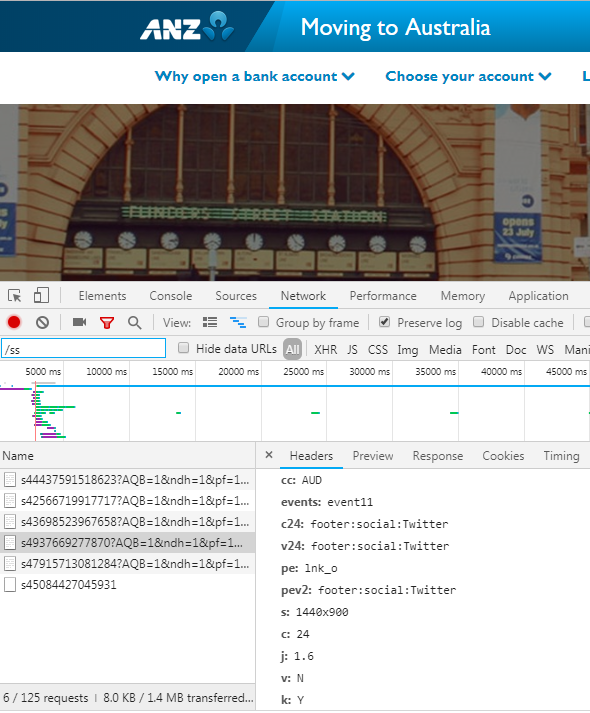 ANZ Moving to Australia
Why open a bank account Choose your account L
FLINDERS STREET STATION
opens
23 July
Elements Console Sources Network Performance Memory Application
View: Group by frame Preserve log Disable cache
/ss Hide data URLs All XHR JS CSS Img Media Font Doc WS Mani
5000 ms 10000 ms 15000 ms 20000 ms 25000 ms 30000 ms 35000 ms 40000 ms 45000 ms
Name × Headers Preview Response Cookies Timing
s44437591518623?AQB=1&ndh=1&pf=1...
s42566719917717?AQB=1&ndh=1&pf=1...
s43698523967658?AQB=1&ndh=1&pf=1...
s4937669277870?AQB=1&ndh=1&pf=1...
s47915713081284?AQB=1&ndh=1&pf=1...
s45084427045931
cc: AUD
events: event11
c24: footer:social:Twitter
v24: footer:social:Twitter
pe: lnk_o
pev2: footer:social:Twitter
s: 1440x900
c: 24
j: 1.6
v: N
k: Y
6 / 125 requests | 8.0 KB / 1.4 MB transferred...